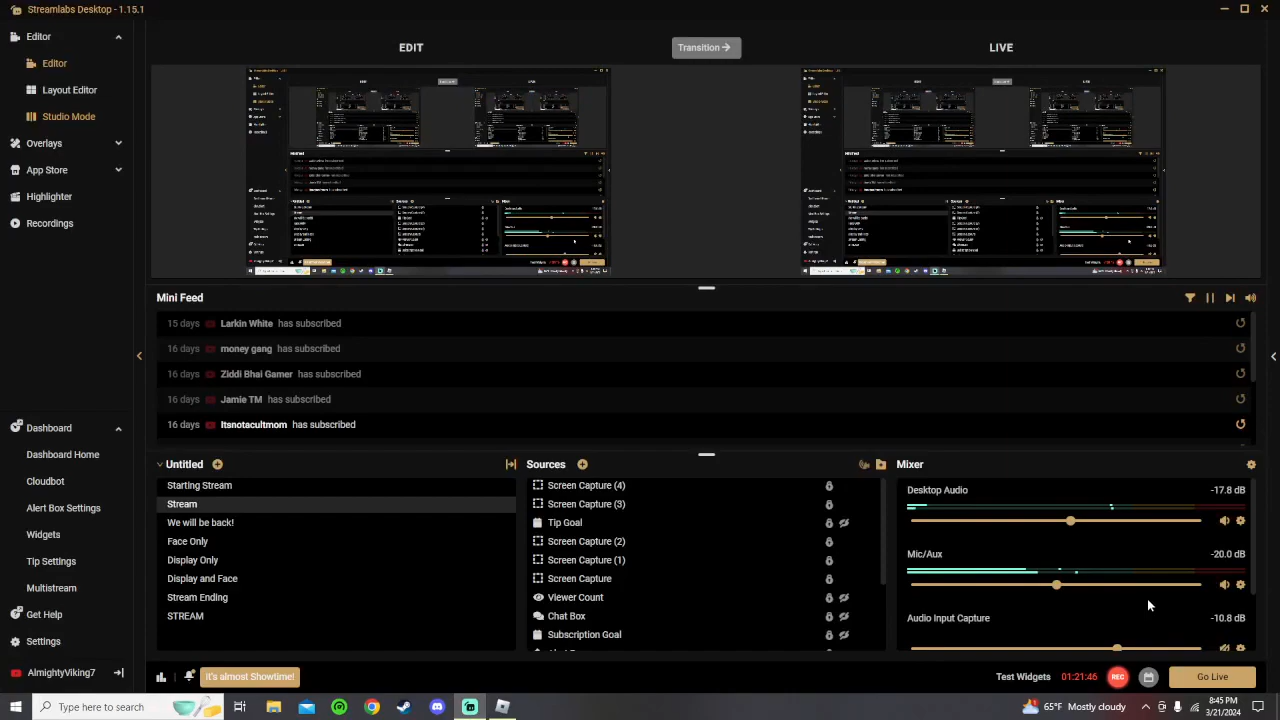 Streamlabs Desktop - 1.15.1
Editor
Editor
Layout Editor
Studio Mode
Overlays
App Store
Highlighter
Recordings
Dashboard
Dashboard Home
Cloudbot
Alert Box Settings
Widgets
Tip Settings
Multistream
Get Help
Settings
AlmightyViking7
EDIT
Transition
LIVE
Mini Feed
15 days Larkin White has subscribed
16 days money gang has subscribed
16 days Ziddi Bhai Gamer has subscribed
16 days Jamie TM has subscribed
16 days Itsnotacultmom has subscribed
Untitled
Starting Stream
Stream
We will be back!
Face Only
Display Only
Display and Face
Stream Ending
STREAM
Sources
Screen Capture (4)
Screen Capture (3)
Tip Goal
Screen Capture (2)
Screen Capture (1)
Screen Capture
Viewer Count
Chat Box
Subscription Goal
Mixer
Desktop Audio -17.8 dB
Mic/Aux -20.0 dB
Audio Input Capture -10.8 dB
It's almost Showtime!
Test Widgets 01:21:46 REC Go Live
Type here to search
65°F Mostly cloudy
8:45 PM
3/21/2024